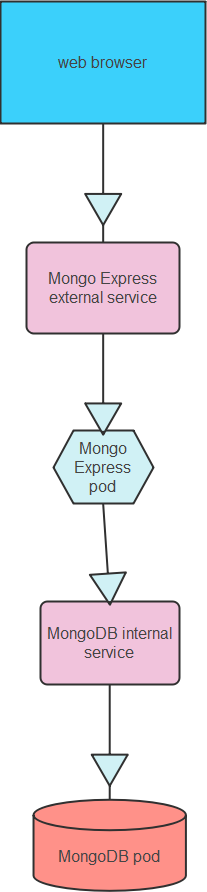 web browser
Mongo Express
external service
Mongo
Express
pod
MongoDB internal
service
MongoDB pod